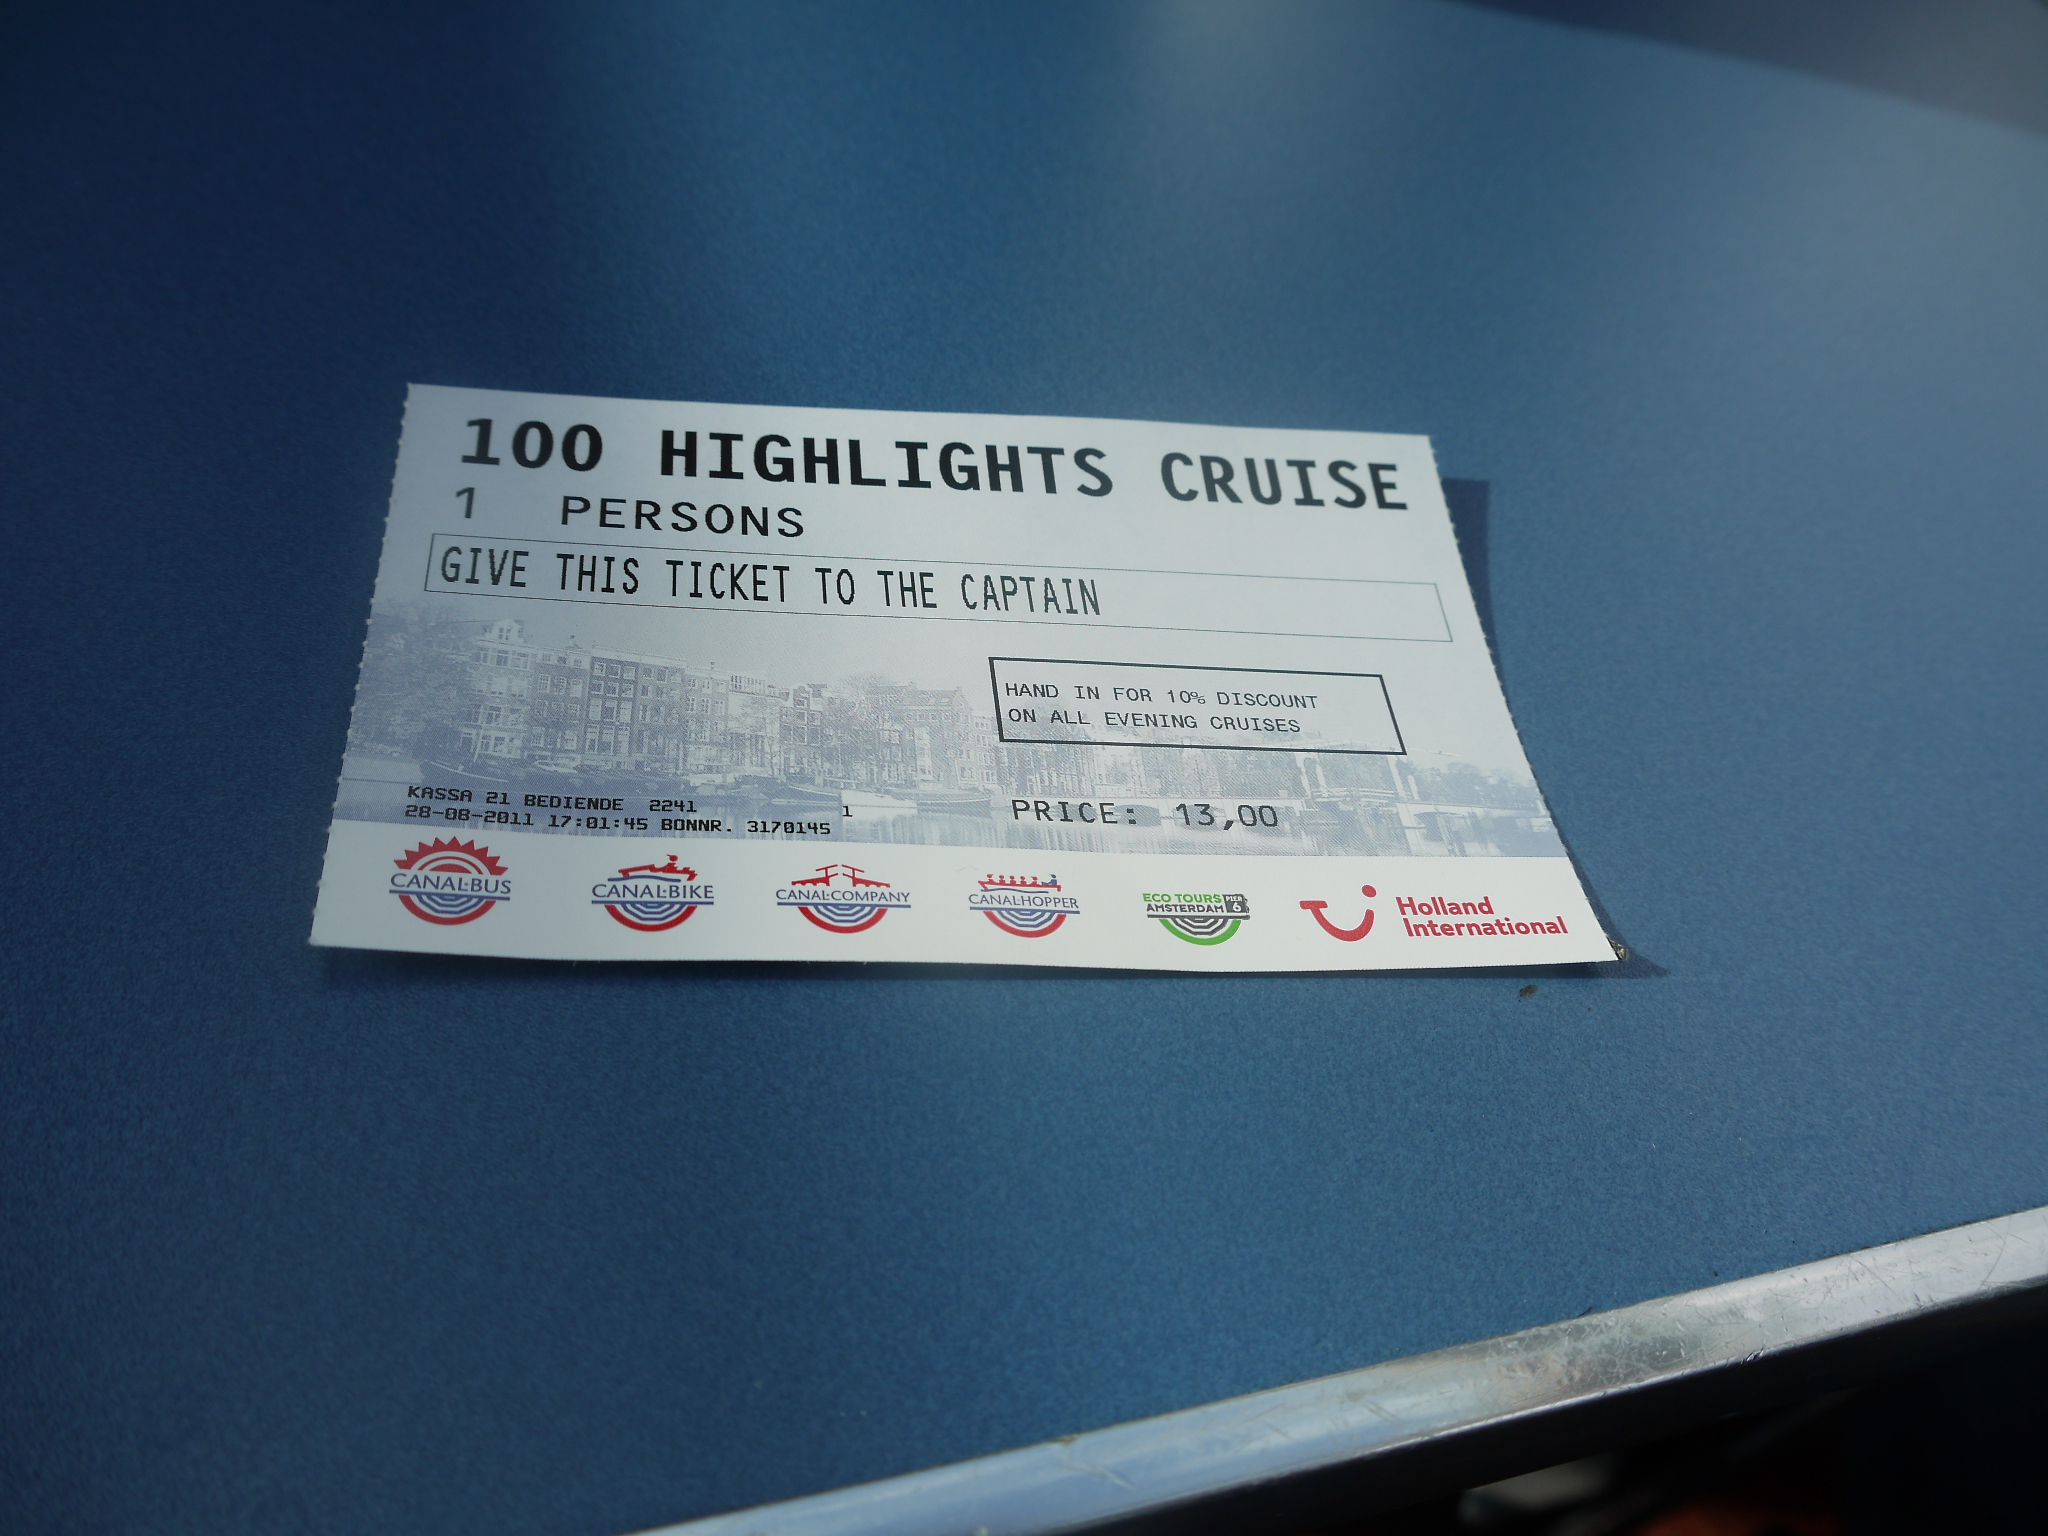 100 HIGHLIGHTS CRUISE
1 PERSONS
GIVE THIS TICKET TO THE CAPTAIN
HAND IN FOR 10% DISCOUNT
ON ALL EVENING CRUISES
KASSA 21 BEDIENDE 2241
28-08-2011 17:01:45 BONNR. 3170145
1
PRICE: 13,00
CANAL·BUS
CANAL·BIKE
CANAL·COMPANY
CANALHOPPER
ECO TOURS
AMSTERDAM
PIER
6
Holland
International